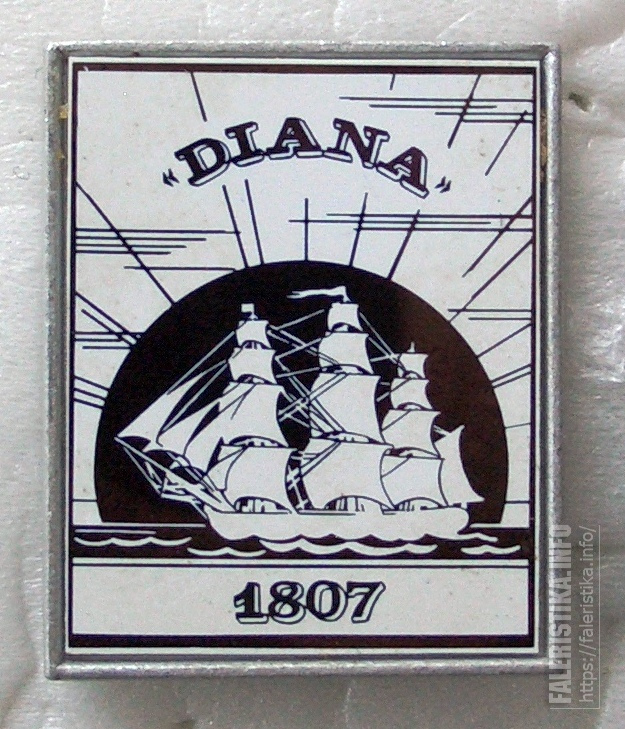 “DIANA”
1807
FALERISTIKA.INFO
https://faleristika.info/